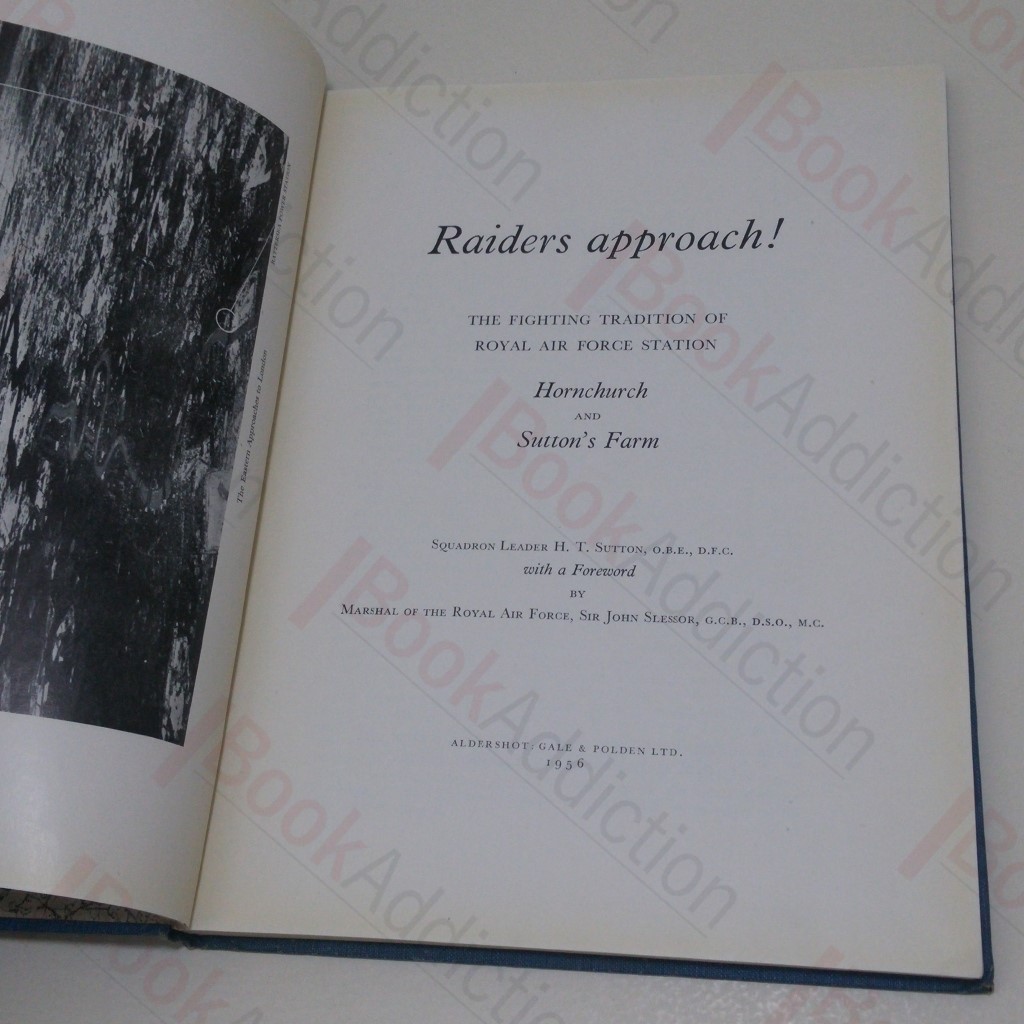 Raiders approach!
THE FIGHTING TRADITION OF
ROYAL AIR FORCE STATION
Hornchurch
AND
Sutton's Farm
SQUADRON LEADER H. T. SUTTON, O.B.E., D.F.C.
with a Foreword
BY
MARSHAL OF THE ROYAL AIR FORCE, SIR JOHN SLESSOR, G.C.B., D.S.O., M.C.
ALDERSHOT: GALE & POLDEN LTD.
1956
The Eastern Approaches to London
BookAddiction